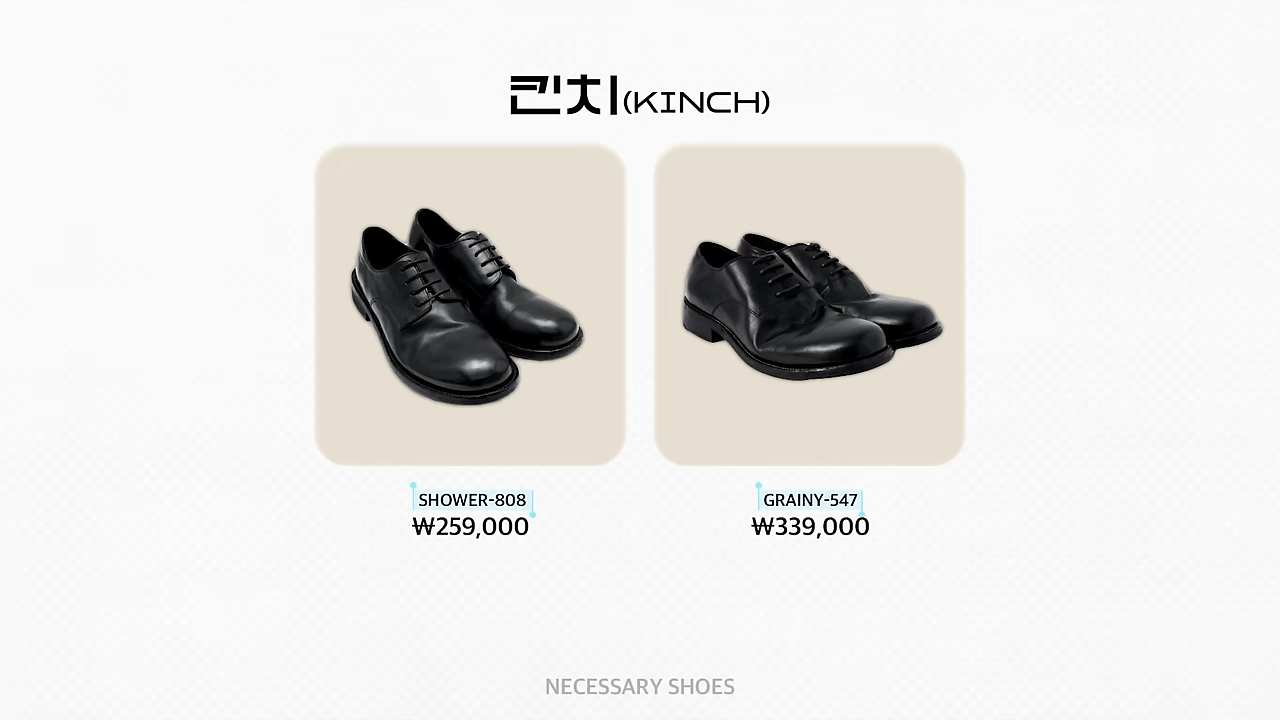 킨치(KINCH)
SHOWER-808
₩259,000
GRAINY-547
₩339,000
NECESSARY SHOES